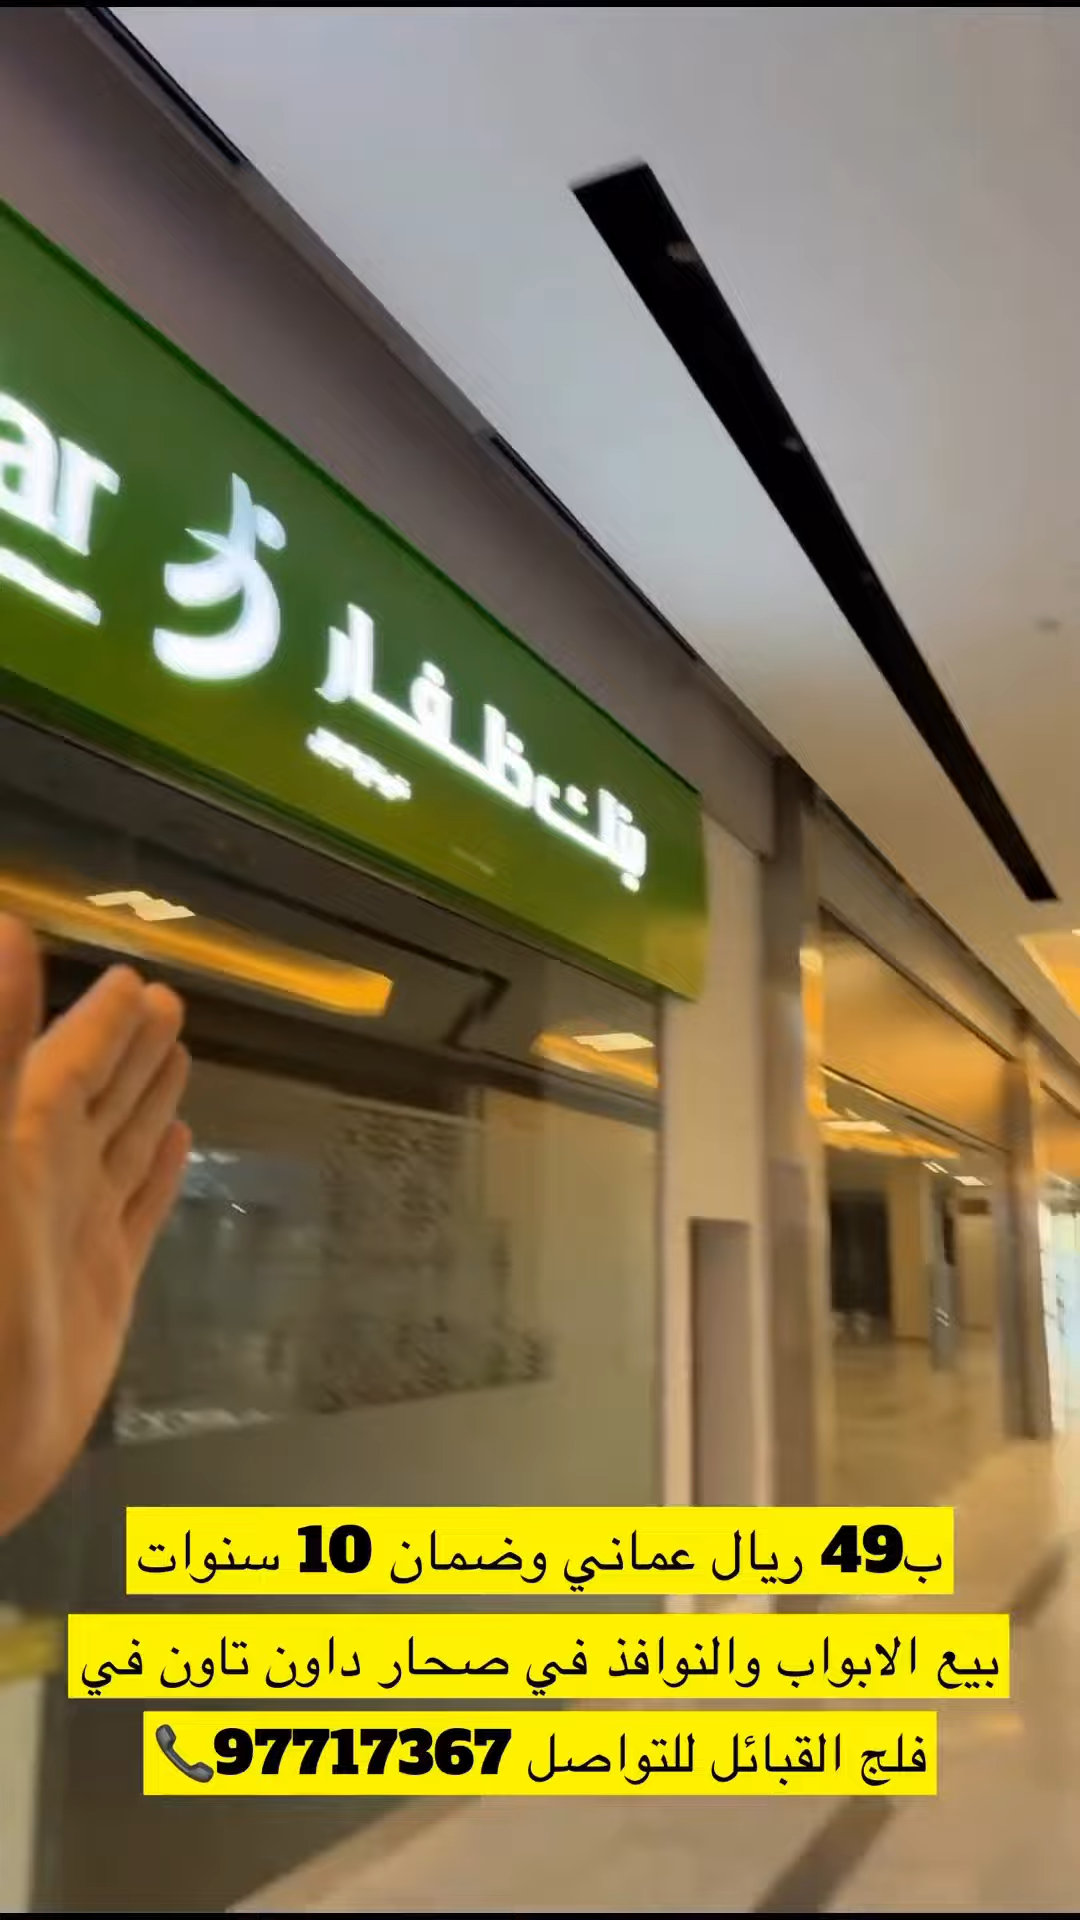 ar
بنك ظفار
ب49 ريال عماني وضمان 10 سنوات
بيع الابواب والنوافذ في صحار داون تاون في
فلج القبائل للتواصل 97717367📞